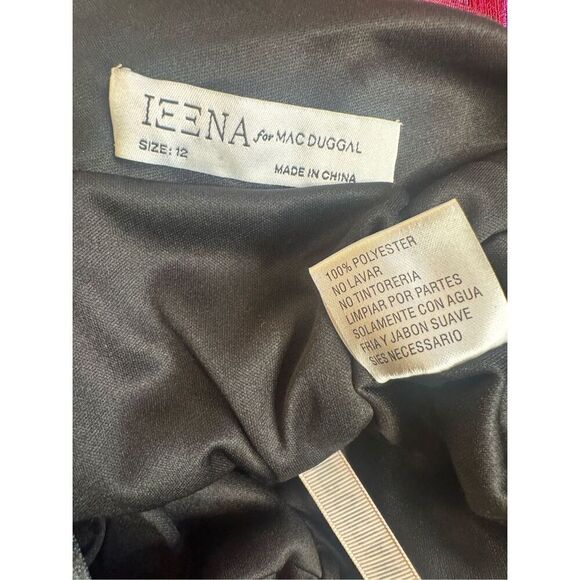 IEENA for MAC DUGGAL
SIZE: 12
MADE IN CHINA
100% POLYESTER
NO LAVAR
NO TINTORERIA
LIMPIAR POR PARTES
SOLAMENTE CON AGUA
FRIA Y JABON SUAVE
SIES NECESSARIO